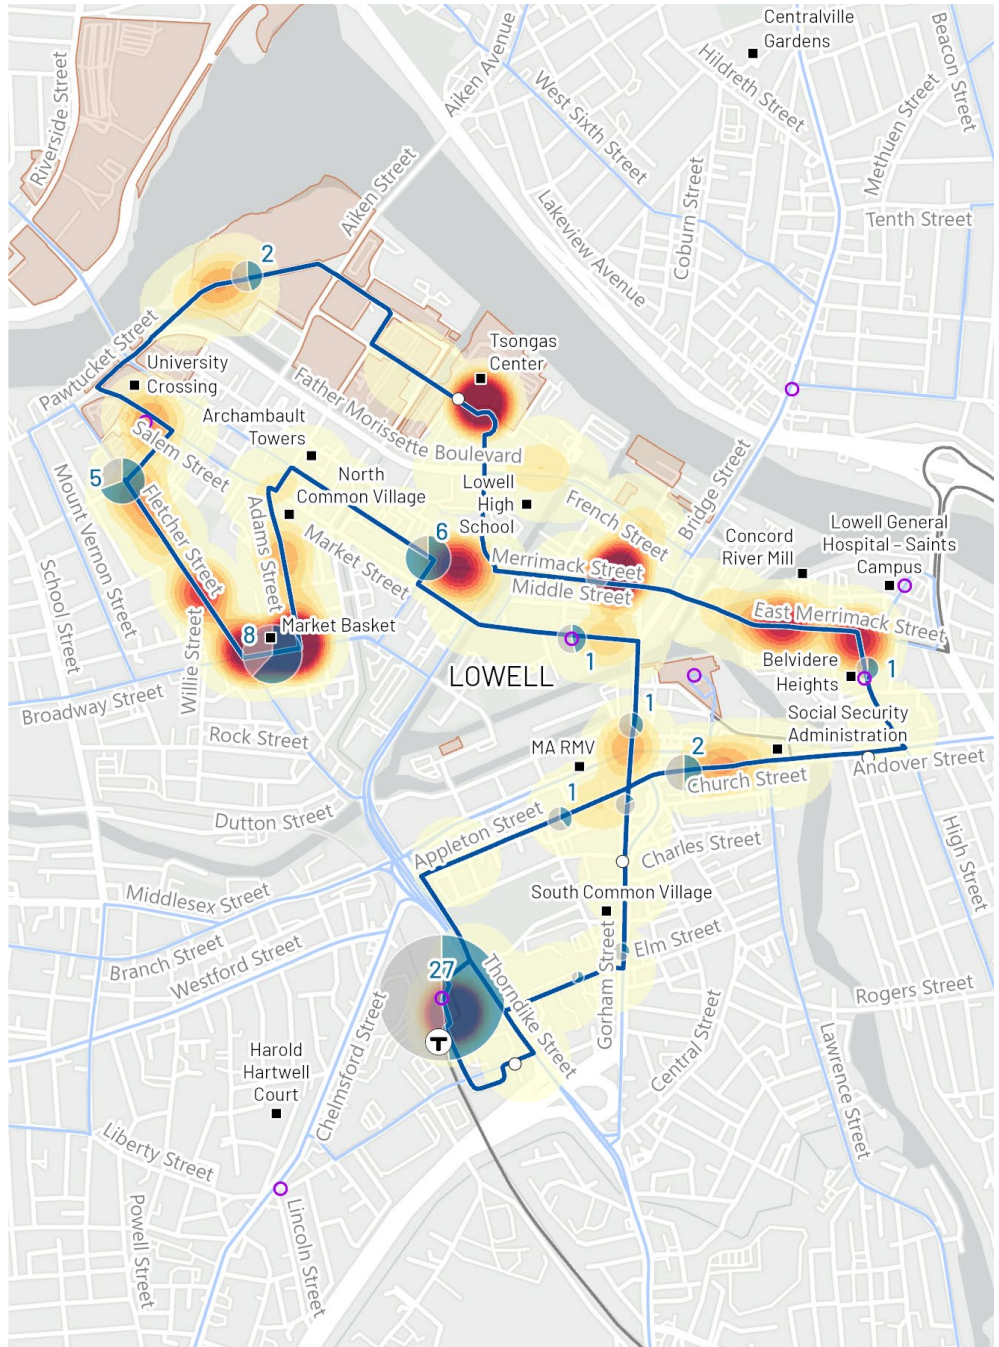 Centralville
Gardens
Beacon Street
Riverside Street
Aiken Avenue
Hildreth Street
West Sixth Street
Methuen Street
Aiken Street
Coburn Street
Lakeview Avenue
Tenth Street
2
Pawtucket Street
University
Crossing
Tsongas
Center
Father Morissette Boulevard
Archambault
Towers
Salem Street
North
Common Village
Lowell
High
School
French Street
Bridge Street
5
Mount Vernon Street
Fletcher Street
Adams Street
Market Street
6
Merrimack Street
Middle Street
Concord
River Mill
Lowell General
Hospital – Saints
Campus
School Street
Willie Street
8
Market Basket
East Merrimack Street
LOWELL
1
Belvidere
Heights
1
Broadway Street
Rock Street
1
Social Security
Administration
MA RMV
2
Church Street
Andover Street
Dutton Street
Appleton Street
1
Charles Street
High Street
Middlesex Street
South Common Village
Branch Street
Westford Street
27
Thorndike Street
Gorham Street
Elm Street
Rogers Street
T
Central Street
Lawrence Street
Harold
Hartwell
Court
Chelmsford Street
Liberty Street
Powell Street
Lincoln Street